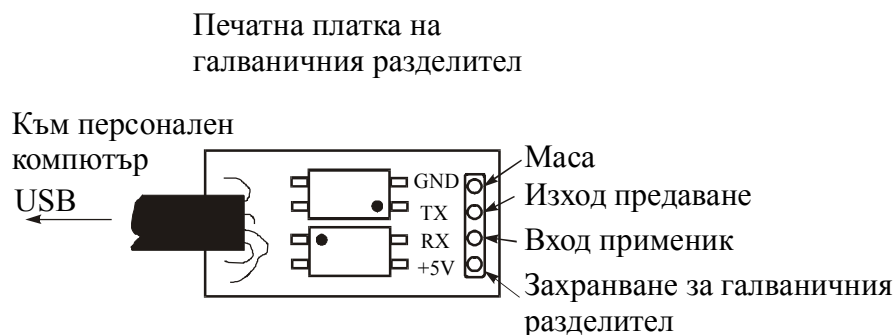 Печатна платка на
галваничния разделител
Към персонален
компютър
USB
GND
TX
RX
+5V
Маса
Изход предаване
Вход применик
Захранване за галваничния
разделител